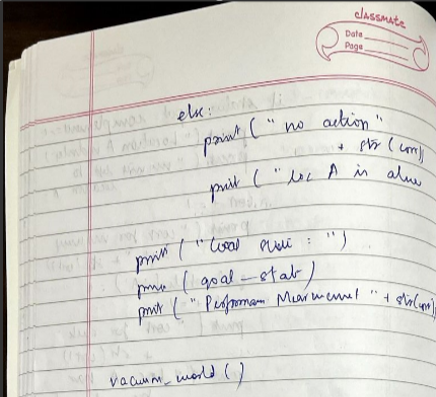 classmate
Date
Page
else:
print ( " no action "
+ str (cost)
print ( " Loc A is
print ( " Goal State : " )
print ( goal_state )
print ( " Performance Measurement " + str(cost)
vacuum_world ( )